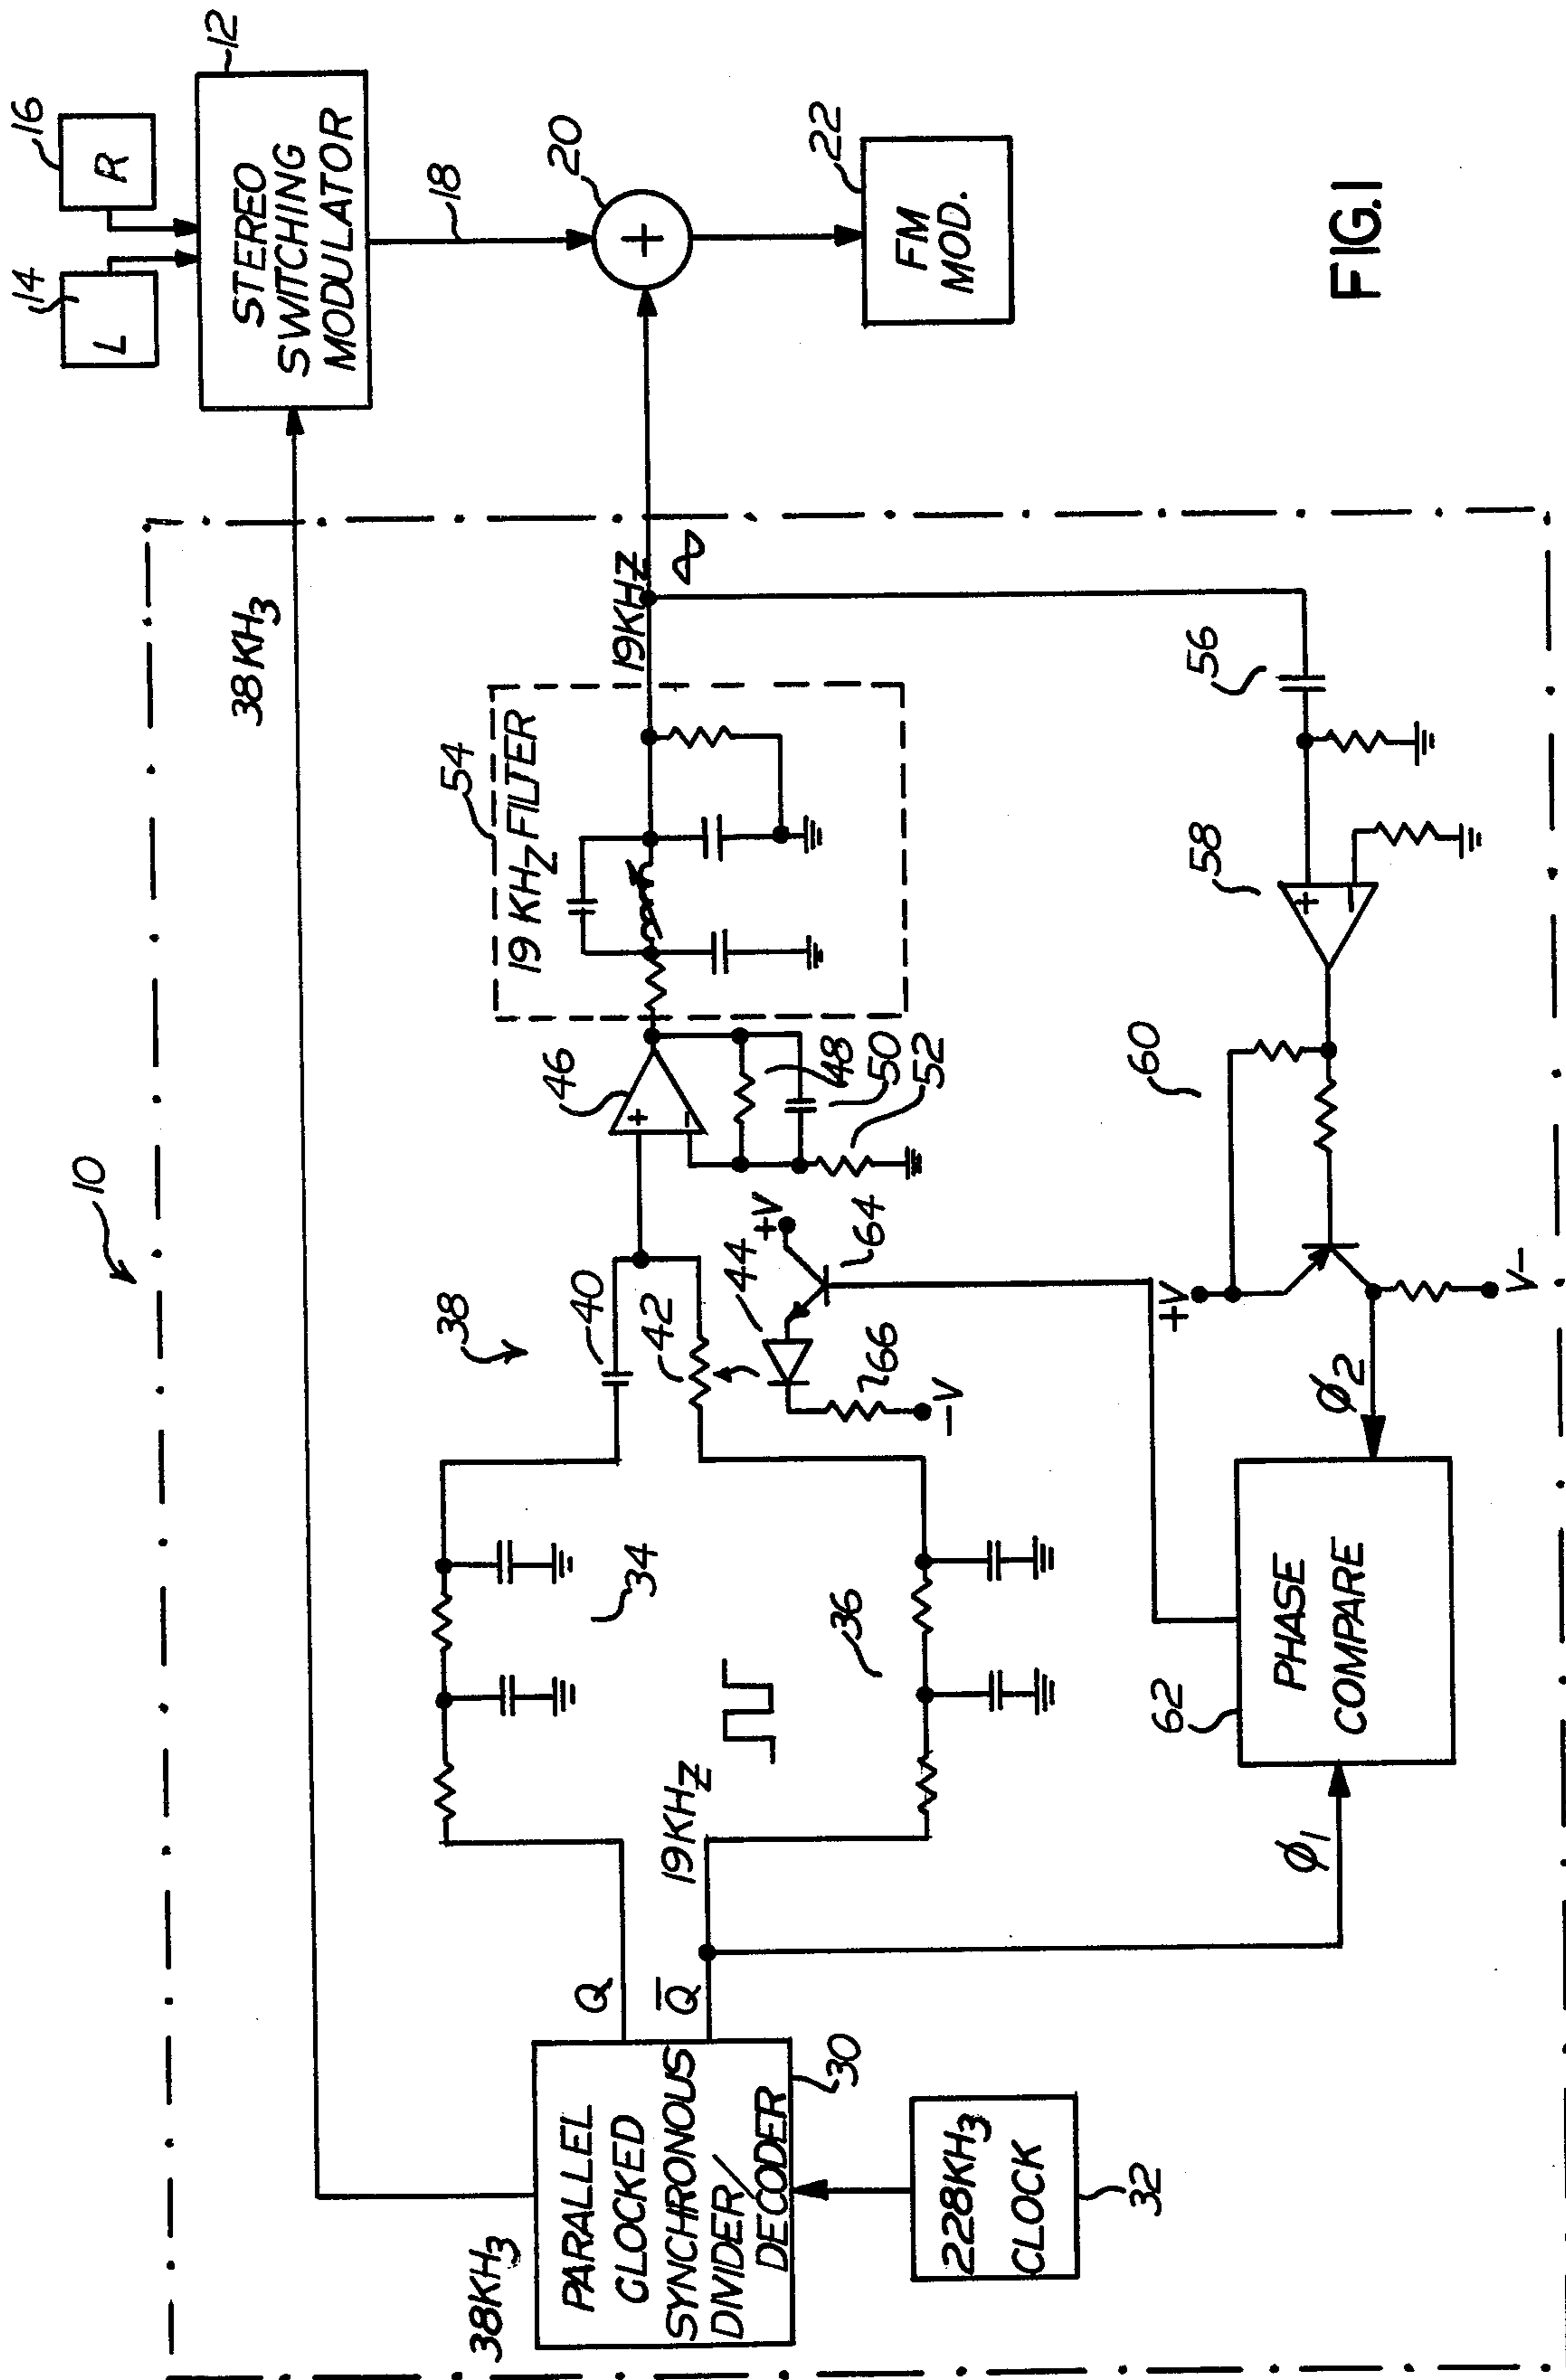 10
38KH3
PARALLEL
CLOCKED
SYNCHRONOUS
DIVIDER/
DECODER
30
228KH3
CLOCK
32
38KH3
Q
Q̅
19KHZ
34
36
38
40
42
44
+V
64
66
-V
46
+
-
48
50
52
54
19KHZ FILTER
19KHZ
14
L
16
R
12
STEREO
SWITCHING
MODULATOR
18
20
+
22
FM
MOD.
56
58
+
-
60
+V
V-
ϕ2
ϕ1
62
PHASE
COMPARE
FIG.1